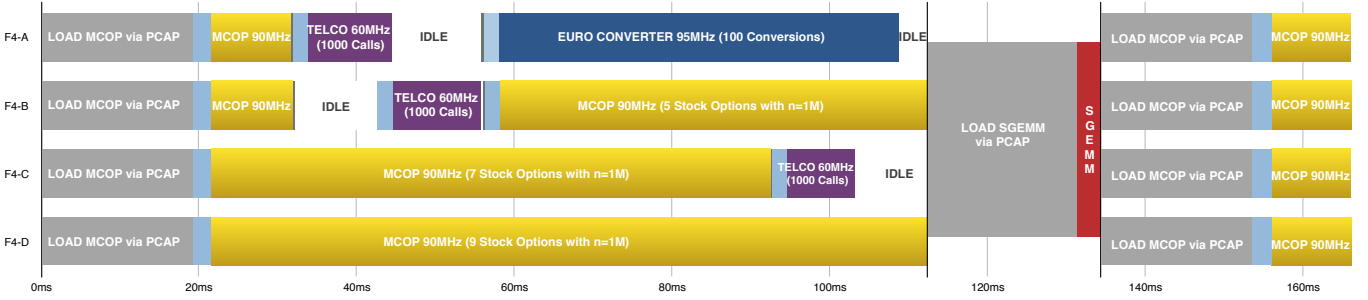 F4-A
LOAD MCOP via PCAP
MCOP 90MHz
TELCO 60MHz
(1000 Calls)
IDLE
EURO CONVERTER 95MHz (100 Conversions)
IDLE
LOAD MCOP via PCAP
MCOP 90MHz
F4-B
LOAD MCOP via PCAP
MCOP 90MHz
IDLE
TELCO 60MHz
(1000 Calls)
MCOP 90MHz (5 Stock Options with n=1M)
LOAD MCOP via PCAP
MCOP 90MHz
LOAD SGEMM
via PCAP
SGEMM
F4-C
LOAD MCOP via PCAP
MCOP 90MHz (7 Stock Options with n=1M)
TELCO 60MHz
(1000 Calls)
IDLE
LOAD MCOP via PCAP
MCOP 90MHz
F4-D
LOAD MCOP via PCAP
MCOP 90MHz (9 Stock Options with n=1M)
LOAD MCOP via PCAP
MCOP 90MHz
0ms 20ms 40ms 60ms 80ms 100ms 120ms 140ms 160ms